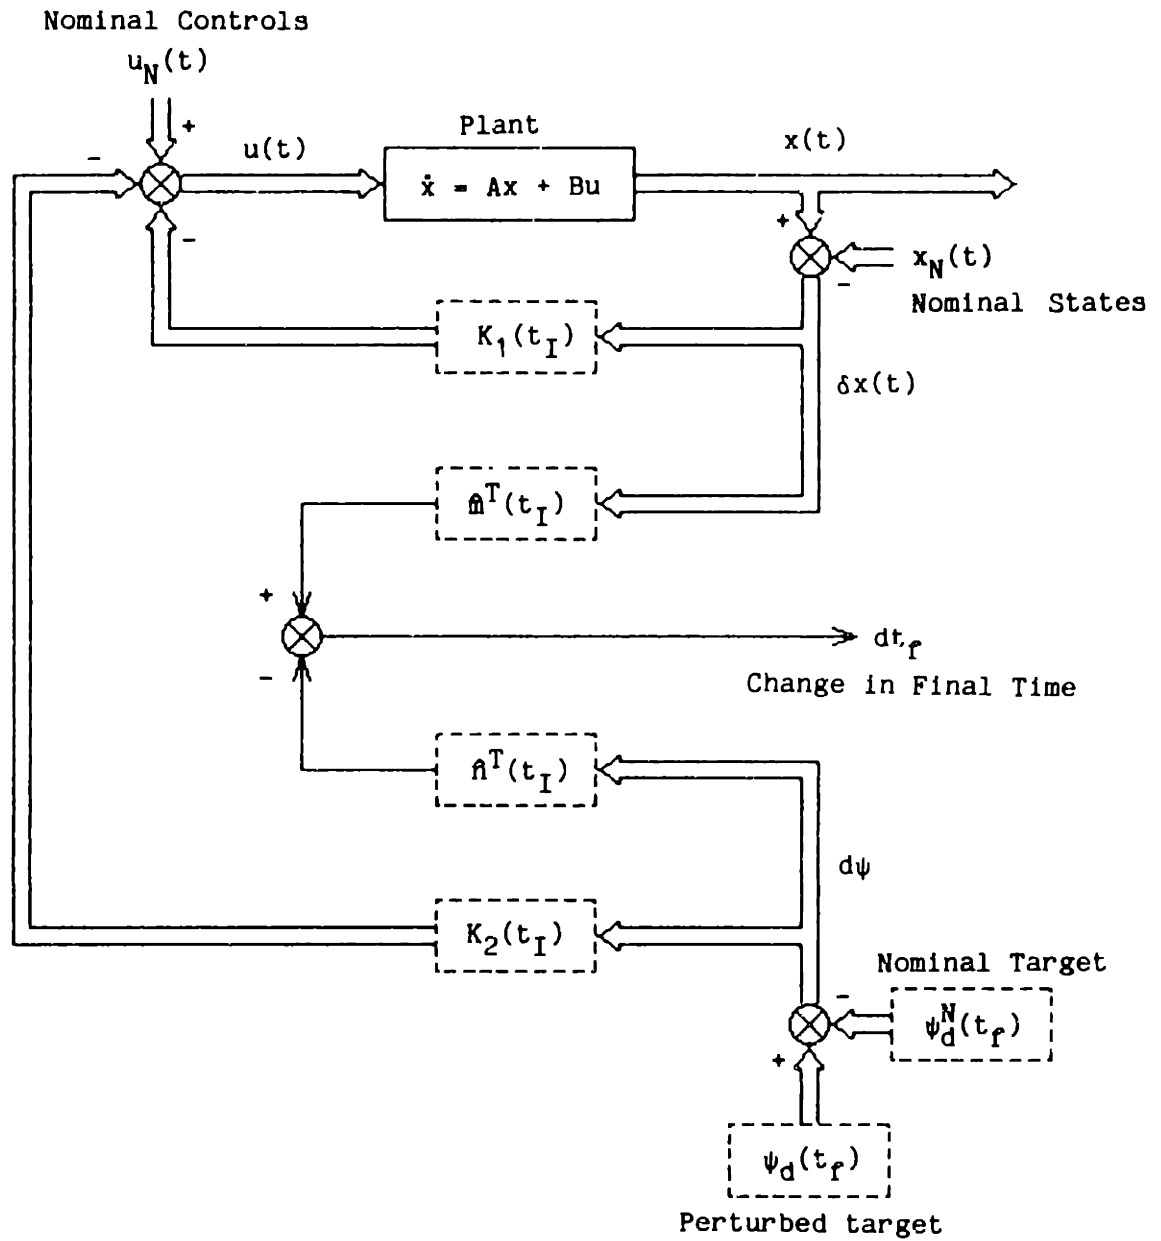 Nominal Controls
u_N(t)
+
-
u(t)
Plant
ẋ = Ax + Bu
x(t)
+
-
x_N(t)
Nominal States
-
K_1(t_I)
δx(t)
m̂^T(t_I)
+
dt_f
-
Change in Final Time
n̂^T(t_I)
dψ
K_2(t_I)
Nominal Target
-
ψ_d^N(t_f)
+
ψ_d(t_f)
Perturbed target